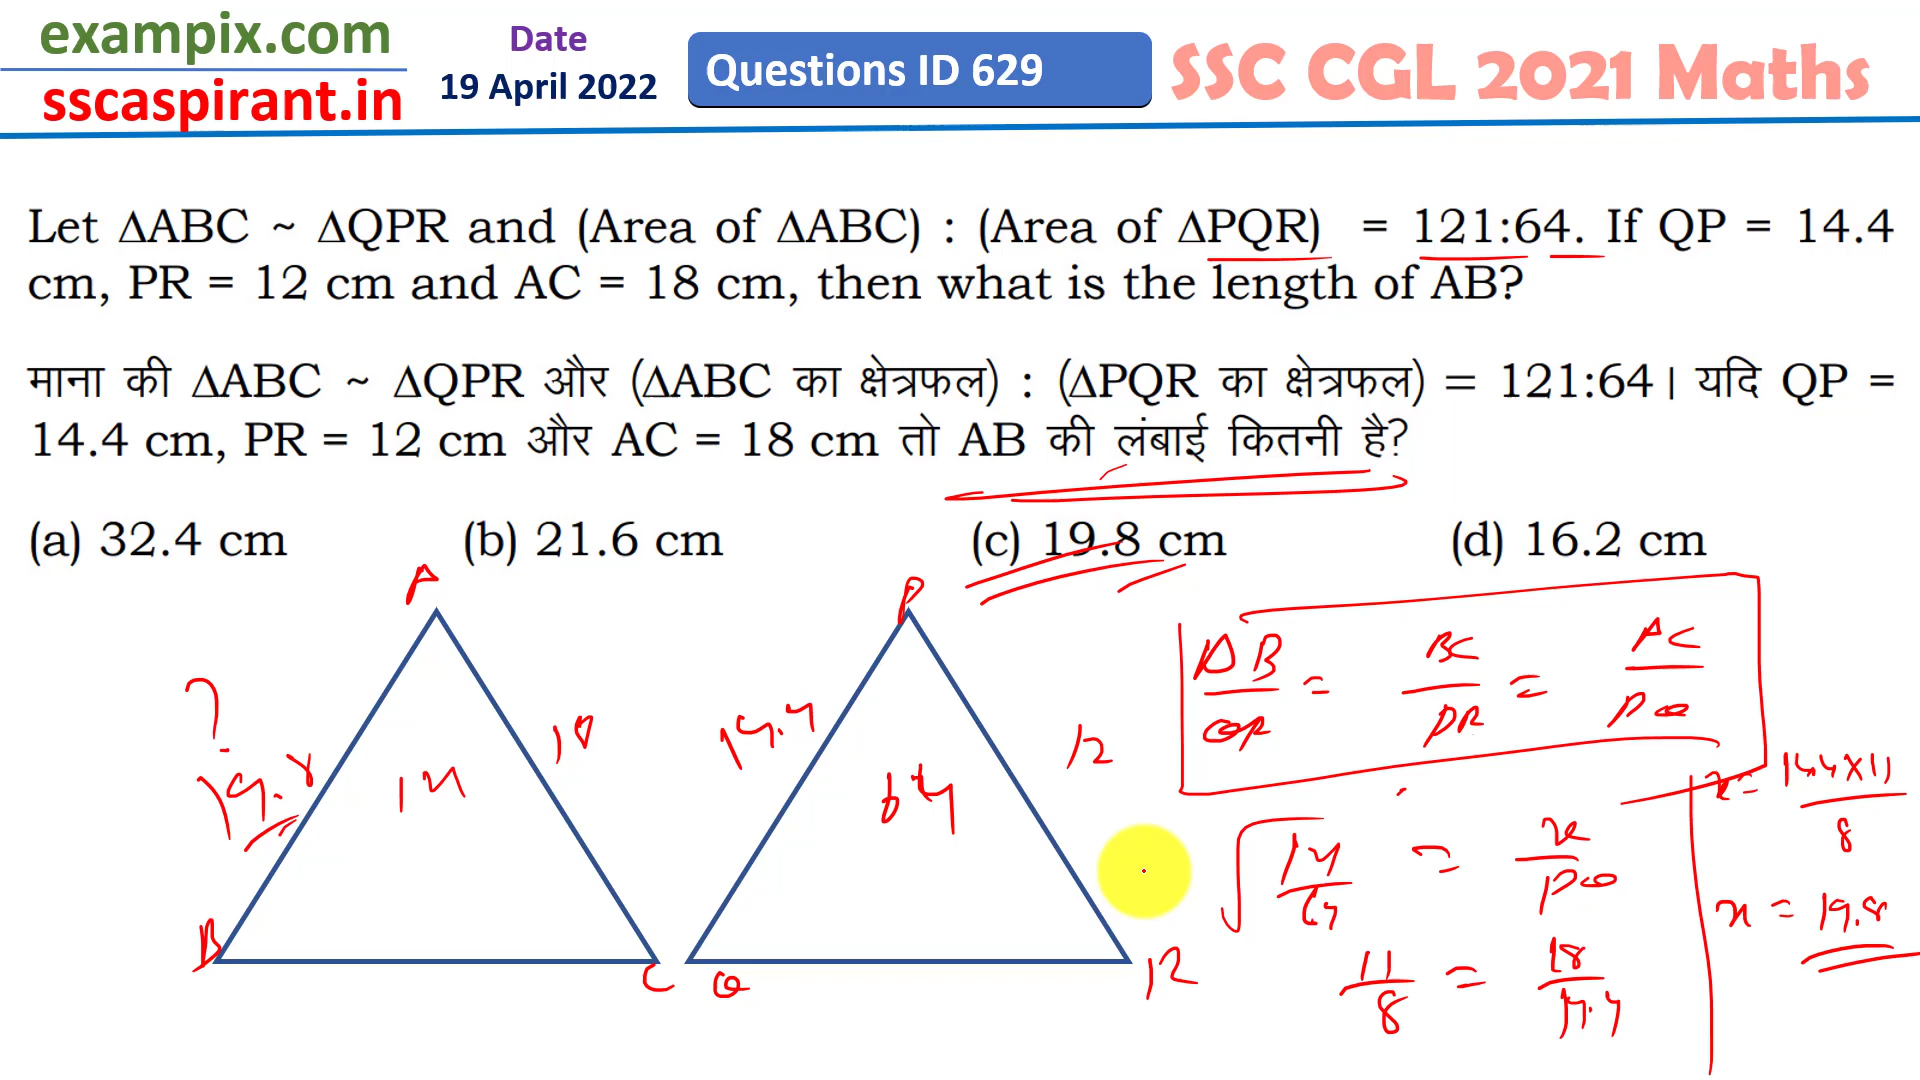 exampix.com
sscaspirant.in
Date
19 April 2022
Questions ID 629
SSC CGL 2021 Maths
Let ΔABC ~ ΔQPR and (Area of ΔABC) : (Area of ΔPQR) = 121:64. If QP = 14.4
cm, PR = 12 cm and AC = 18 cm, then what is the length of AB?
माना की ΔABC ~ ΔQPR और (ΔABC का क्षेत्रफल) : (ΔPQR का क्षेत्रफल) = 121:64। यदि QP =
14.4 cm, PR = 12 cm और AC = 18 cm तो AB की लंबाई कितनी है?
(a) 32.4 cm (b) 21.6 cm (c) 19.8 cm (d) 16.2 cm
A
P
?
19.8
18
14.4
12
64
B
C
Q
12
AB = BC = AC
QP PR PQ
x = 14.4×11
8
= x
64 PQ
x = 19.8
11 = 18
8 14.4